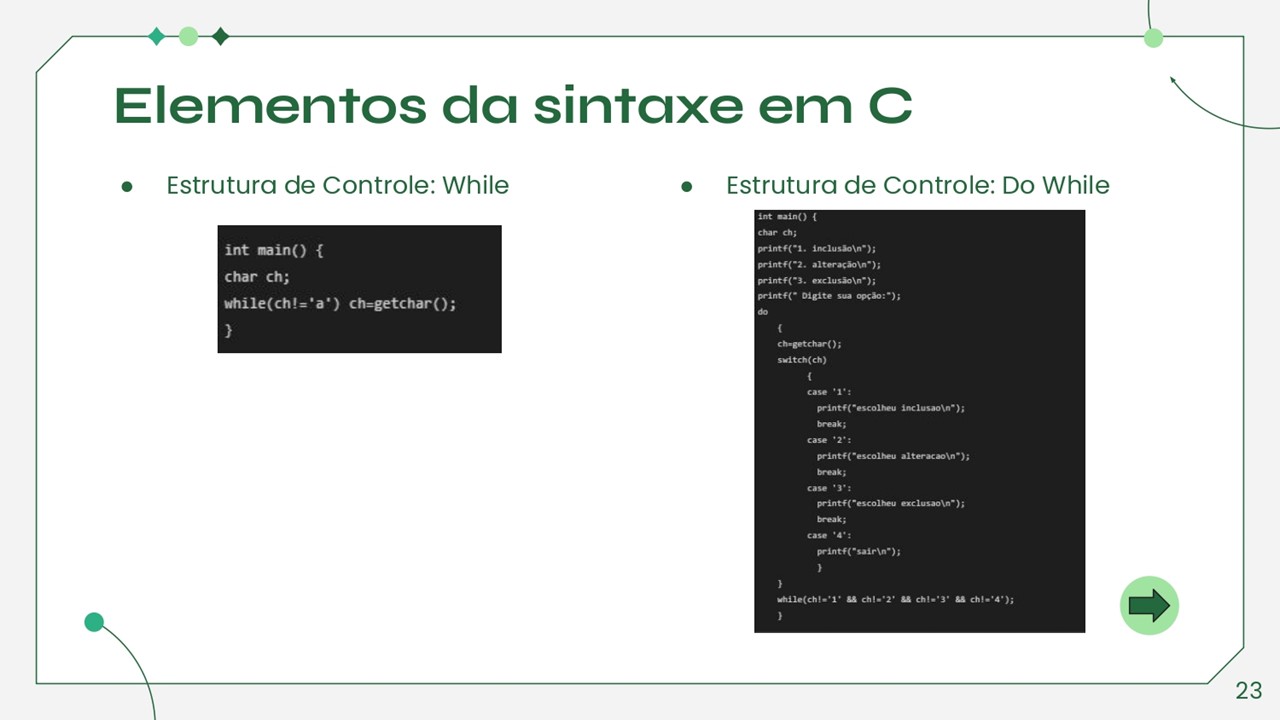 Elementos da sintaxe em C
● Estrutura de Controle: While
int main() {
char ch;
while(ch!='a') ch=getchar();
}
● Estrutura de Controle: Do While
int main() {
char ch;
printf("1. inclusão\n");
printf("2. alteração\n");
printf("3. exclusão\n");
printf(" Digite sua opção:");
do
{
ch=getchar();
switch(ch)
{
case '1':
printf("escolheu inclusao\n");
break;
case '2':
printf("escolheu alteracao\n");
break;
case '3':
printf("escolheu exclusao\n");
break;
case '4':
printf("sair\n");
}
}
while(ch!='1' && ch!='2' && ch!='3' && ch!='4');
}
23